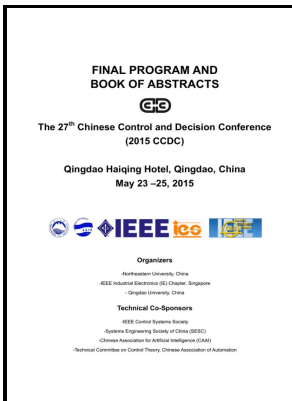 FINAL PROGRAM AND
BOOK OF ABSTRACTS
The 27th Chinese Control and Decision Conference
(2015 CCDC)
Qingdao Haiqing Hotel, Qingdao, China
May 23 –25, 2015
IEEE ies
Organizers
-Northeastern University, China
-IEEE Industrial Electronics (IE) Chapter, Singapore
- Qingdao University, China
Technical Co-Sponsors
-IEEE Control Systems Society
-Systems Engineering Society of China (SESC)
-Chinese Association for Artificial Intelligence (CAAI)
-Technical Committee on Control Theory, Chinese Association of Automation